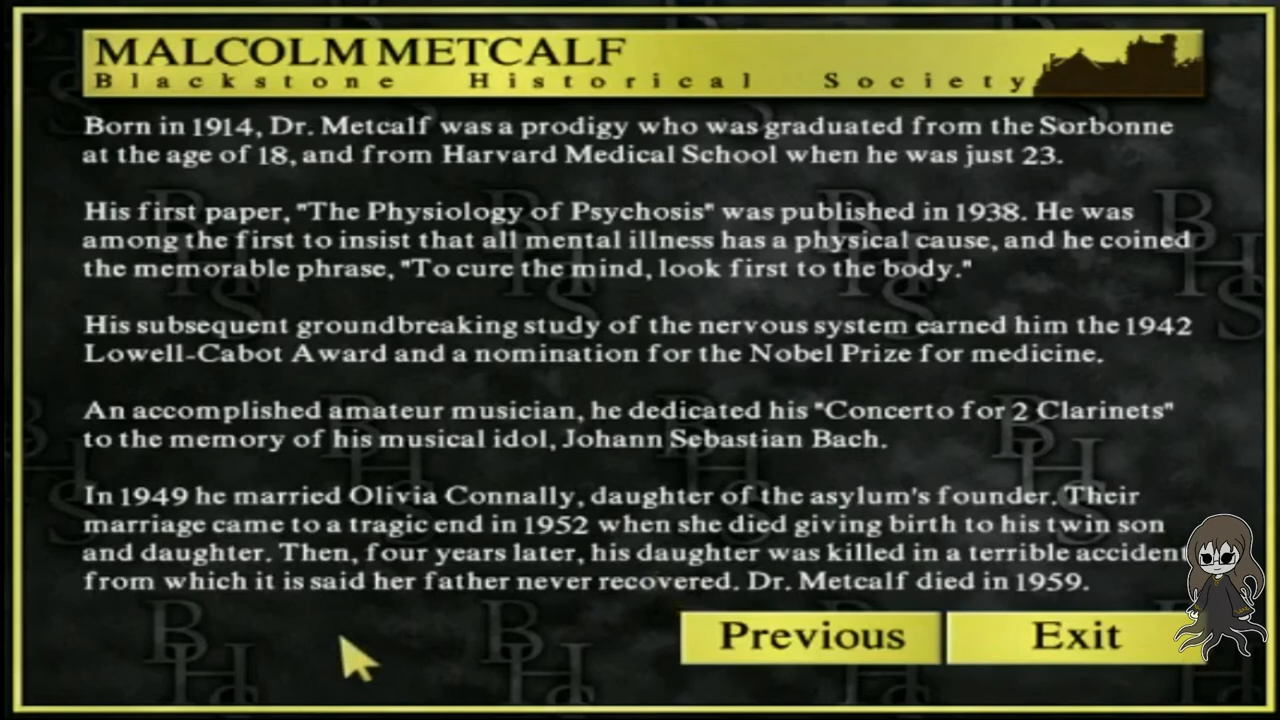 MALCOLM METCALF
Blackstone Historical Society
Born in 1914, Dr. Metcalf was a prodigy who was graduated from the Sorbonne
at the age of 18, and from Harvard Medical School when he was just 23.
His first paper, "The Physiology of Psychosis" was published in 1938. He was
among the first to insist that all mental illness has a physical cause, and he coined
the memorable phrase, "To cure the mind, look first to the body."
His subsequent groundbreaking study of the nervous system earned him the 1942
Lowell-Cabot Award and a nomination for the Nobel Prize for medicine.
An accomplished amateur musician, he dedicated his "Concerto for 2 Clarinets"
to the memory of his musical idol, Johann Sebastian Bach.
In 1949 he married Olivia Connally, daughter of the asylum's founder. Their
marriage came to a tragic end in 1952 when she died giving birth to his twin son
and daughter. Then, four years later, his daughter was killed in a terrible accident
from which it is said her father never recovered. Dr. Metcalf died in 1959.
Previous
Exit